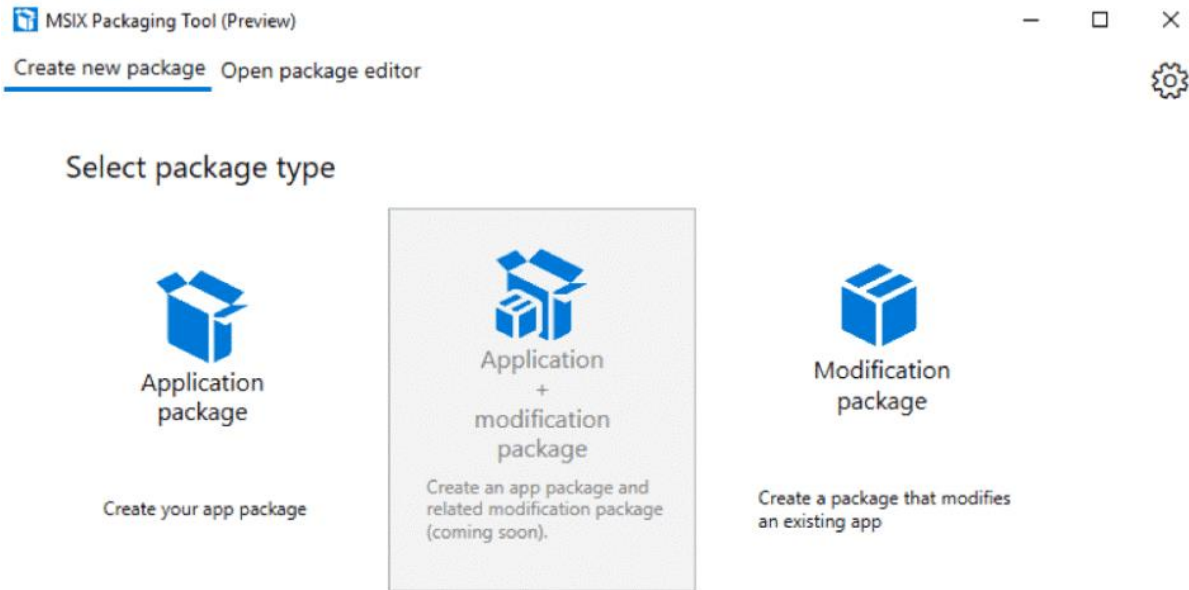 MSIX Packaging Tool (Preview)
Create new package
Open package editor
Select package type
Application
package
Create your app package
Application
+
modification
package
Create an app package and
related modification package
(coming soon).
Modification
package
Create a package that modifies
an existing app